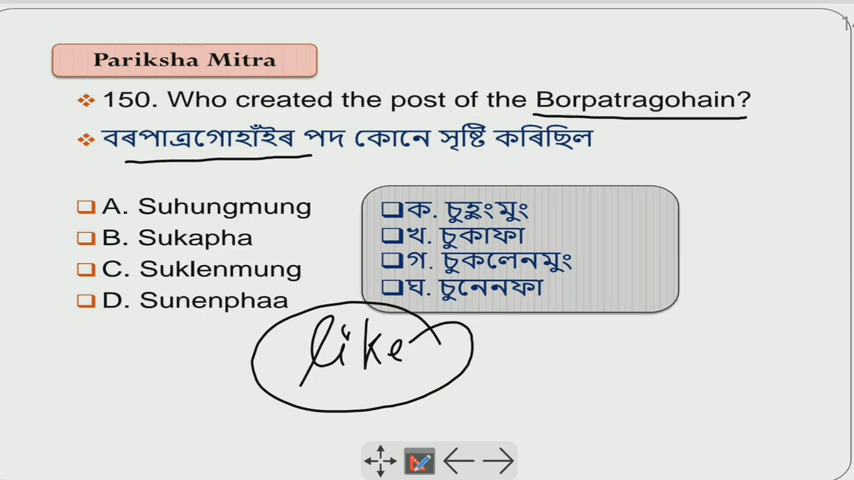 Pariksha Mitra
150. Who created the post of the Borpatragohain?
বৰপাত্ৰগোহাঁইৰ পদ কোনে সৃষ্টি কৰিছিল
A. Suhungmung
B. Sukapha
C. Suklenmung
D. Sunenphaa
ক. চুহুংমুং
খ. চুকাফা
গ. চুকলেনমুং
ঘ. চুনেনফা
like